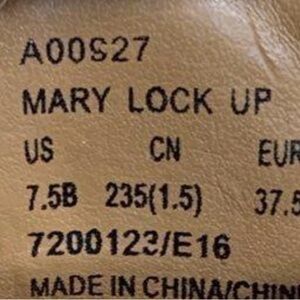 A00S27
MARY LOCK UP
US CN EUR
7.5B 235(1.5) 37.5
7200123/E16
MADE IN CHINA/CHIN